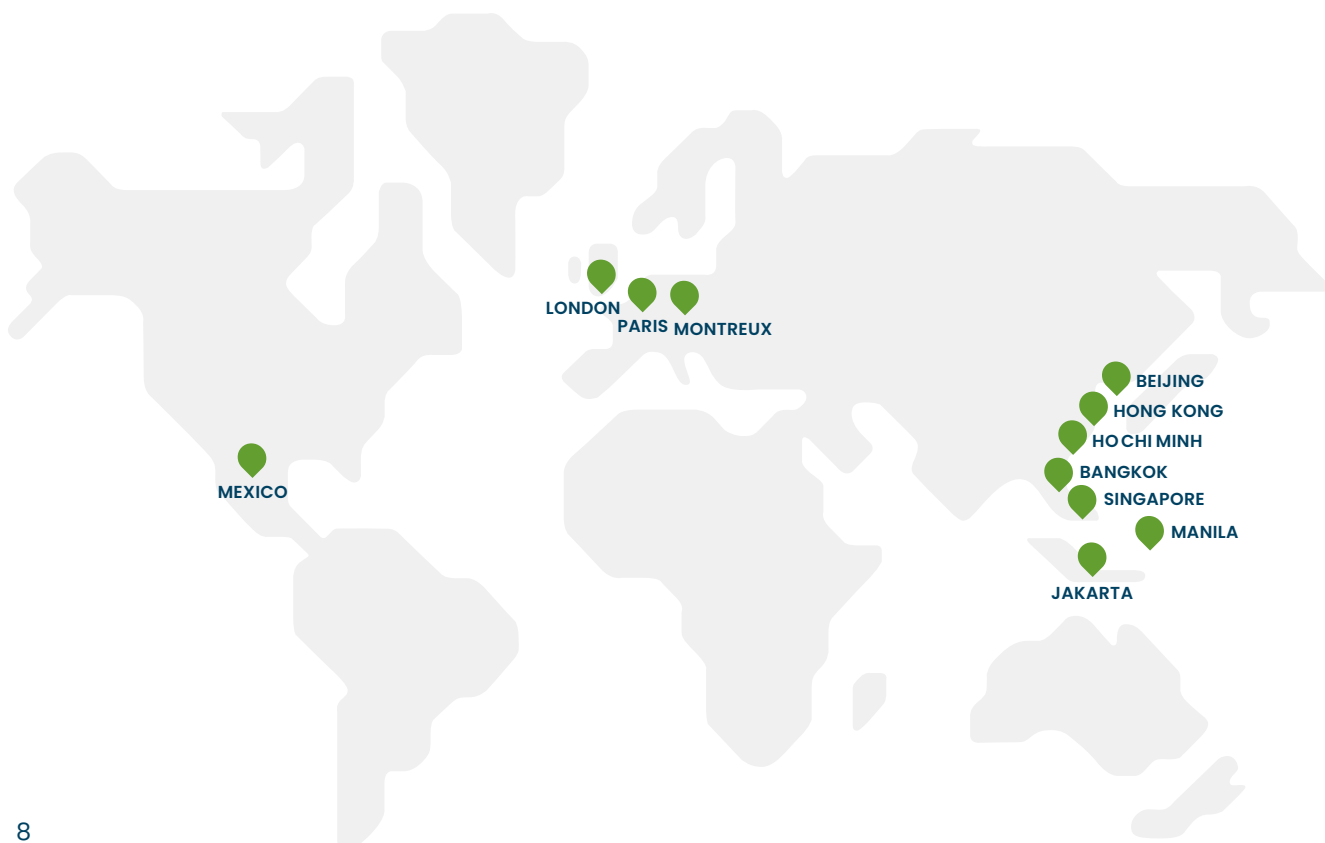 LONDON
PARIS
MONTREUX
BEIJING
HONG KONG
HO CHI MINH
BANGKOK
MEXICO
SINGAPORE
MANILA
JAKARTA
8